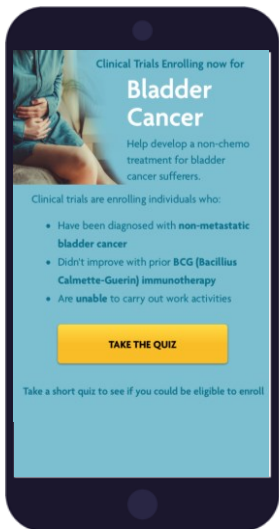 Clinical Trials Enrolling now for
Bladder
Cancer
Help develop a non-chemo
treatment for bladder
cancer sufferers.
Clinical trials are enrolling individuals who:
• Have been diagnosed with non-metastatic
bladder cancer
• Didn't improve with prior BCG (Bacillius
Calmette-Guerin) immunotherapy
• Are unable to carry out work activities
TAKE THE QUIZ
Take a short quiz to see if you could be eligible to enroll